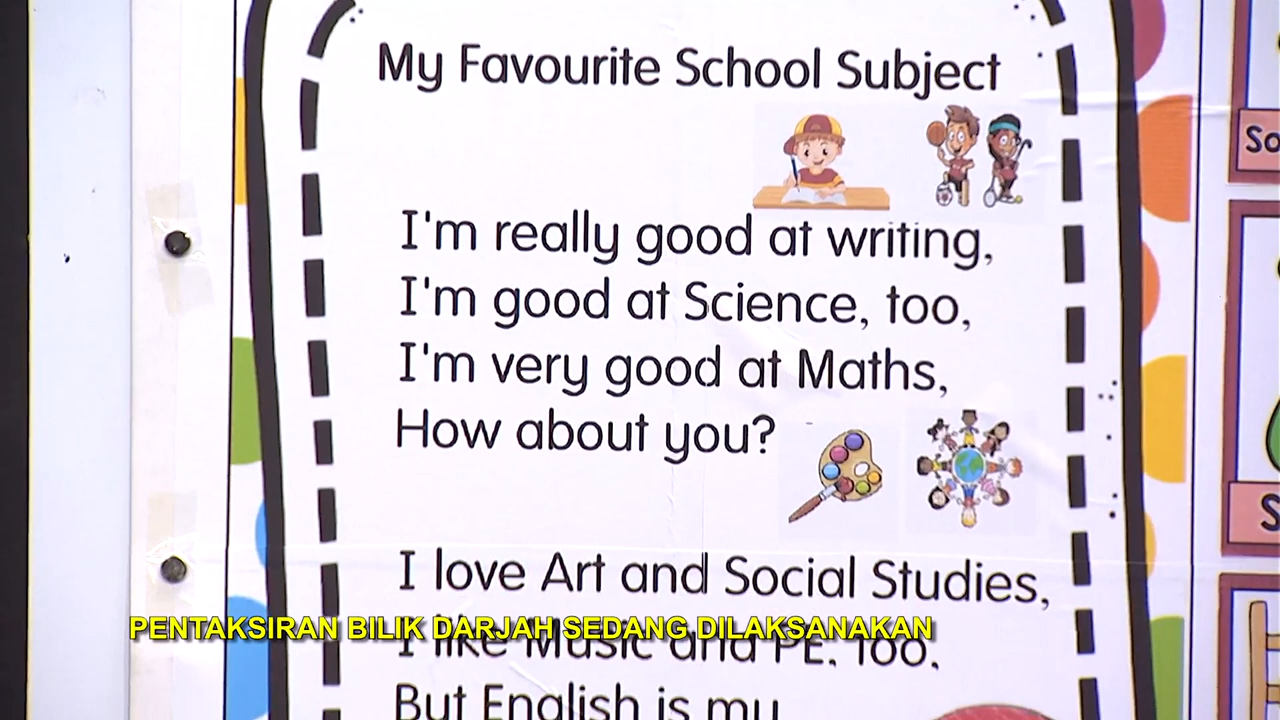 My Favourite School Subject
I'm really good at writing,
I'm good at Science, too,
I'm very good at Maths,
How about you?
I love Art and Social Studies,
PENTAKSIRAN BILIK DARJAH SEDANG DILAKSANAKAN
I like Music and PE, too,
But English is my
So
S